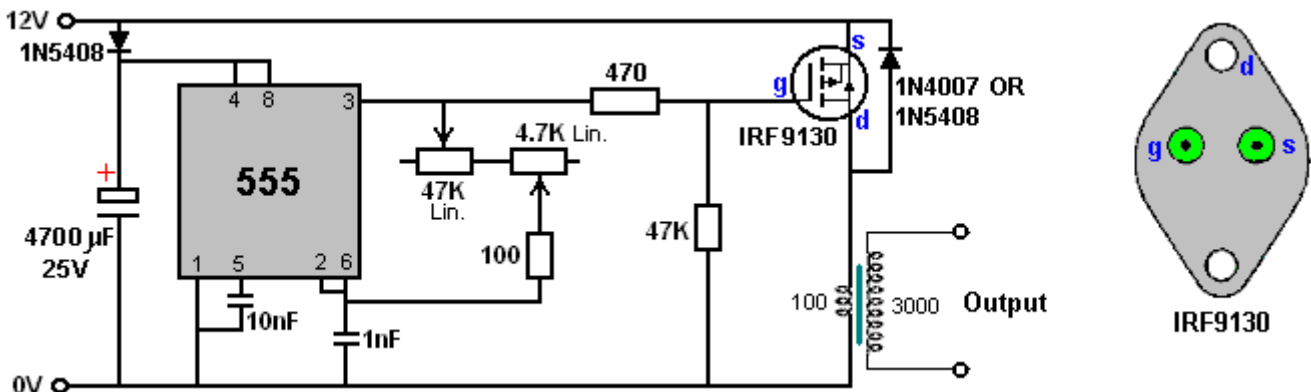 12V
1N5408
4 8 3
470
s
g
d
1N4007 OR
1N5408
IRF9130
4.7K Lin.
47K
Lin.
555
+
4700 µF
25V
100
47K
1 5 2 6
10nF
1nF
0V
100
3000
Output
d
g
s
IRF9130